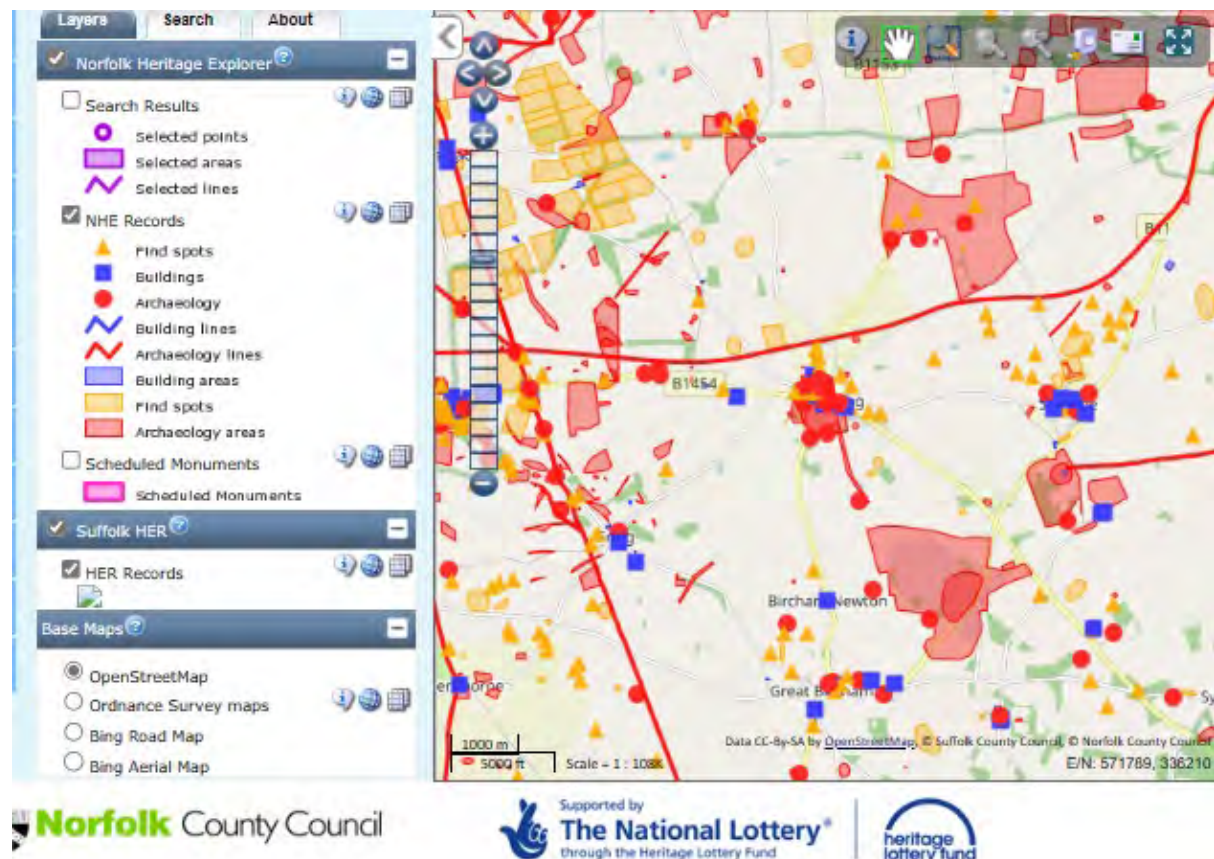 Layers Search About
Norfolk Heritage Explorer ?
Search Results
Selected points
Selected areas
Selected lines
NHE Records
Find spots
Buildings
Archaeology
Building lines
Archaeology lines
Building areas
Find spots
Archaeology areas
Scheduled Monuments
Scheduled Monuments
Suffolk HER ?
HER Records
Base Maps ?
OpenStreetMap
Ordnance Survey maps
Bing Road Map
Bing Aerial Map
B1153
B11
B1454
Bircham Newton
Great
1000 m
5000 ft
Scale = 1 : 108K
Data CC-By-SA by OpenStreetMap, © Suffolk County Council, © Norfolk County Council
E/N: 571789, 336210
Norfolk County Council
Supported by
The National Lottery®
through the Heritage Lottery Fund
heritage
lottery fund